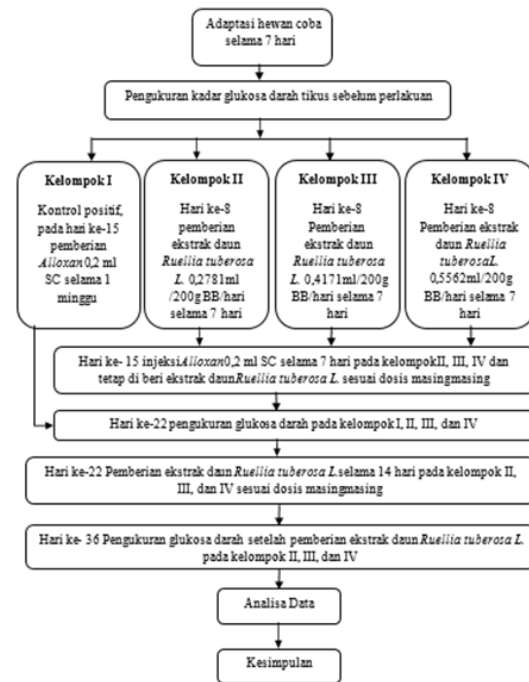 Adaptasi hewan coba
selama 7 hari
Pengukuran kadar glukosa darah tikus sebelum perlakuan
Kelompok I
Kontrol positif,
pada hari ke-15
pemberian
Alloxan 0,2 ml
SC selama 1
minggu
Kelompok II
Hari ke-8
pemberian
ekstrak daun
Ruellia tuberosa
L. 0,2781ml
/200g BB/hari
selama 7 hari
Kelompok III
Hari ke-8
Pemberian
ekstrak daun
Ruellia tuberosa
L. 0,4171ml/200g
BB/hari selama 7
hari
Kelompok IV
Hari ke-8
Pemberian ekstrak
daun Ruellia
tuberosaL.
0,5562ml/200g
BB/hari selama 7
hari
Hari ke- 15 injeksiAlloxan0,2 ml SC selama 7 hari pada kelompokII, III, IV dan
tetap di beri ekstrak daunRuellia tuberosa L. sesuai dosis masingmasing
Hari ke-22 pengukuran glukosa darah pada kelompok I, II, III, dan IV
Hari ke-22 Pemberian ekstrak daun Ruellia tuberosa L.selama 14 hari pada kelompok II,
III, dan IV sesuai dosis masingmasing
Hari ke- 36 Pengukuran glukosa darah setelah pemberian ekstrak daun Ruellia tuberosa L.
pada kelompok II, III, dan IV
Analisa Data
Kesimpulan